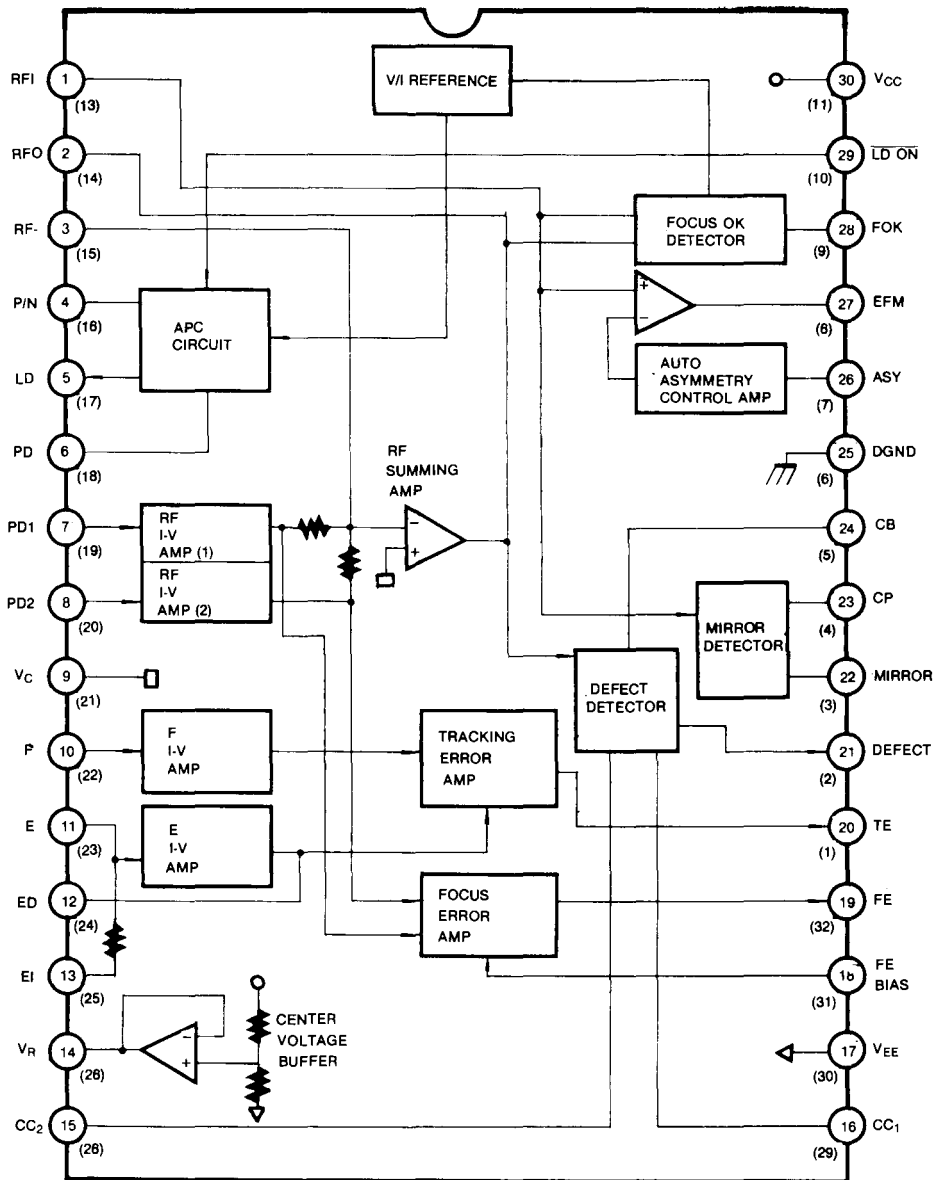 RFI 1 (13)
RFO 2 (14)
RF- 3 (15)
P/N 4 (16)
LD 5 (17)
PD 6 (18)
PD1 7 (19)
PD2 8 (20)
VC 9 (21)
F 10 (22)
E 11 (23)
ED 12 (24)
EI 13 (25)
VR 14 (26)
CC2 15 (26)
V/I REFERENCE
APC
CIRCUIT
RF
I-V
AMP (1)
RF
I-V
AMP (2)
RF
SUMMING
AMP
-
+
F
I-V
AMP
E
I-V
AMP
TRACKING
ERROR
AMP
FOCUS
ERROR
AMP
-
+
CENTER
VOLTAGE
BUFFER
FOCUS OK
DETECTOR
+
-
AUTO
ASYMMETRY
CONTROL AMP
MIRROR
DETECTOR
DEFECT
DETECTOR
30 VCC (11)
29 LD ON (10)
28 FOK (9)
27 EFM (8)
26 ASY (7)
25 DGND (6)
24 CB (5)
23 CP (4)
22 MIRROR (3)
21 DEFECT (2)
20 TE (1)
19 FE (32)
18 FE BIAS (31)
17 VEE (30)
16 CC1 (29)